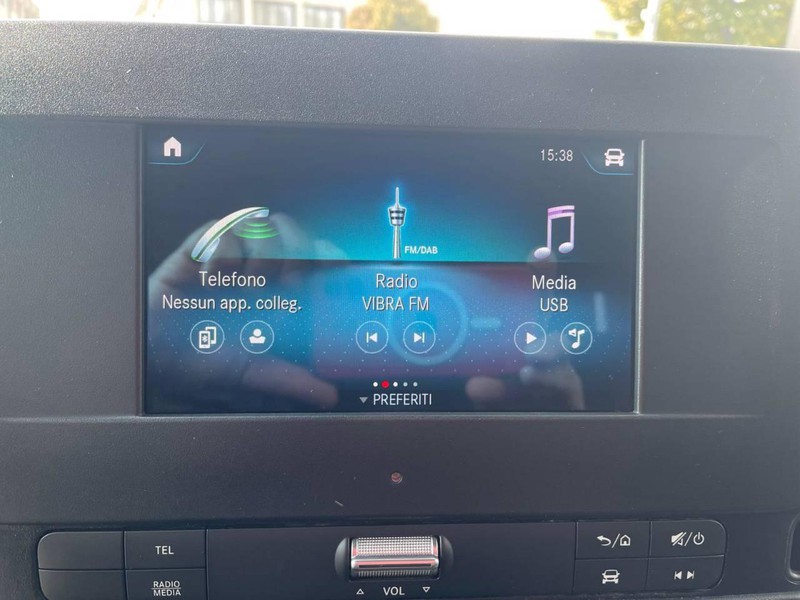 15:38
FM/DAB
Telefono
Nessun app. colleg.
Radio
VIBRA FM
Media
USB
PREFERITI
TEL
RADIO
MEDIA
VOL